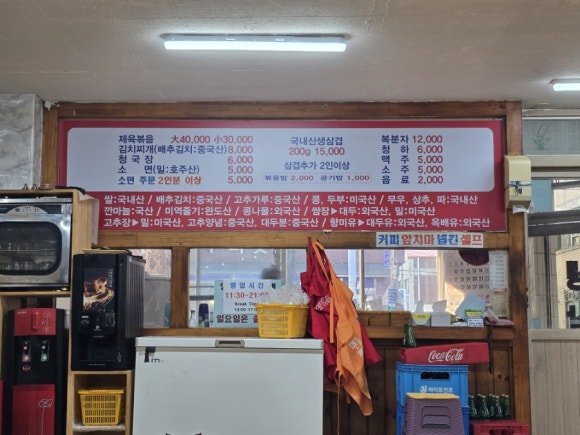 제육볶음 大40,000 小30,000
김치찌개(배추김치:중국산)8,000
청국장 6,000
소 면(밀:호주산) 5,000
소면 주문 2인분 이상 5,000
국내산생삼겹
200g 15,000
삼겹추가 2인이상
볶음밥 2,000 공기밥 1,000
복분자 12,000
청 하 6,000
맥 주 5,000
소 주 5,000
음 료 2,000
쌀:국내산 / 배추김치:중국산 / 고추가루:중국산 / 콩, 두부:미국산 / 무우, 상추, 파:국내산
깐마늘:국산 / 미역줄기:완도산 / 콩나물:외국산 / 쌈장▶대두:외국산, 밀:미국산
고추장▶밀:미국산, 고추양념:중국산, 대두분:중국산 / 향미유▶대두유:외국산, 옥배유:외국산
커피 앞치마 냅킨 셀프
영업시간
11:30-21:
Break Time
일요일은
Coca-Cola